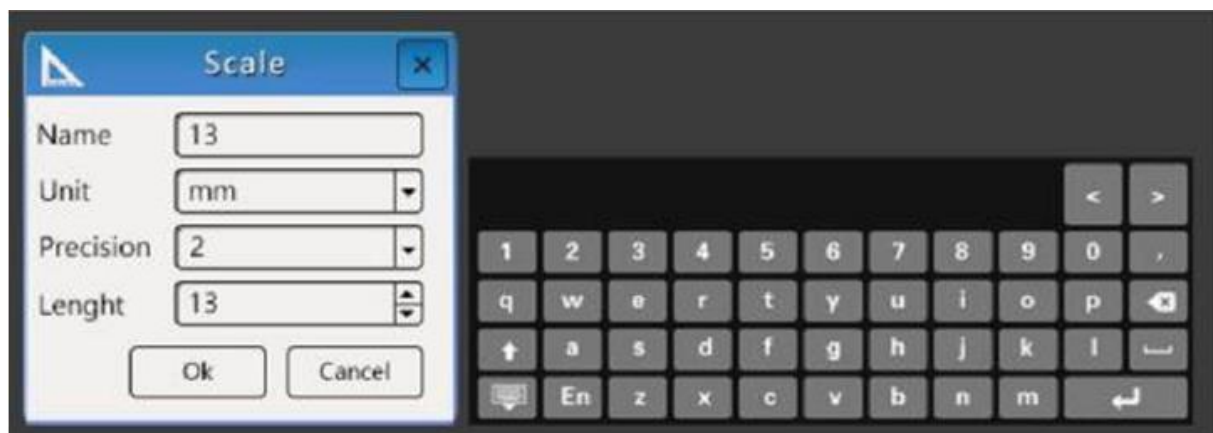 Scale
Name 13
Unit mm
Precision 2
Lenght 13
Ok Cancel
< >
1 2 3 4 5 6 7 8 9 0 ,
q w e r t y u i o p
a s d f g h j k l
En z x c v b n m